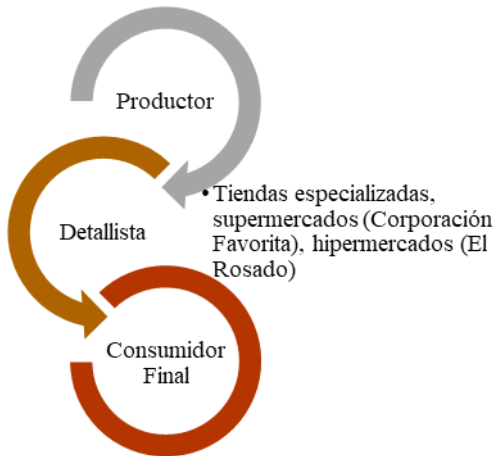 Productor
• Tiendas especializadas,
supermercados (Corporación
Favorita), hipermercados (El
Rosado)
Detallista
Consumidor
Final